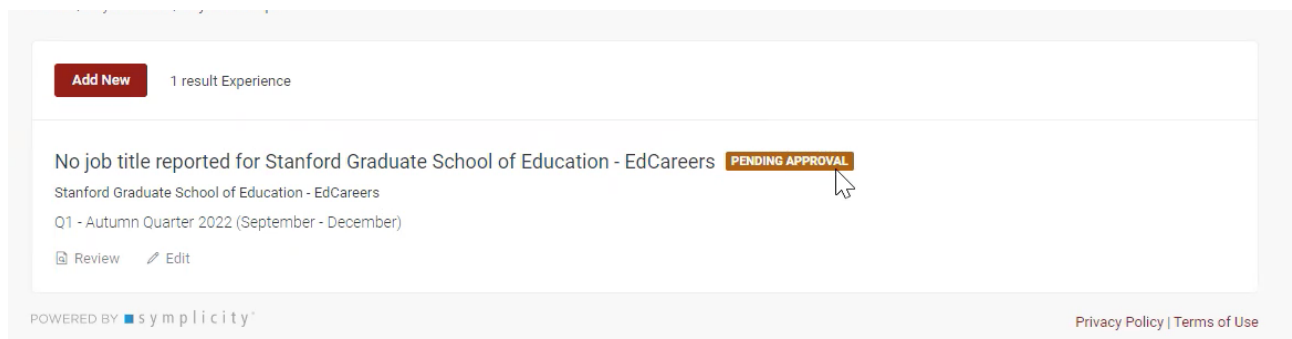 Add New 1 result Experience
No job title reported for Stanford Graduate School of Education - EdCareers PENDING APPROVAL
Stanford Graduate School of Education - EdCareers
Q1 - Autumn Quarter 2022 (September - December)
Review Edit
POWERED BY symplicity
Privacy Policy | Terms of Use